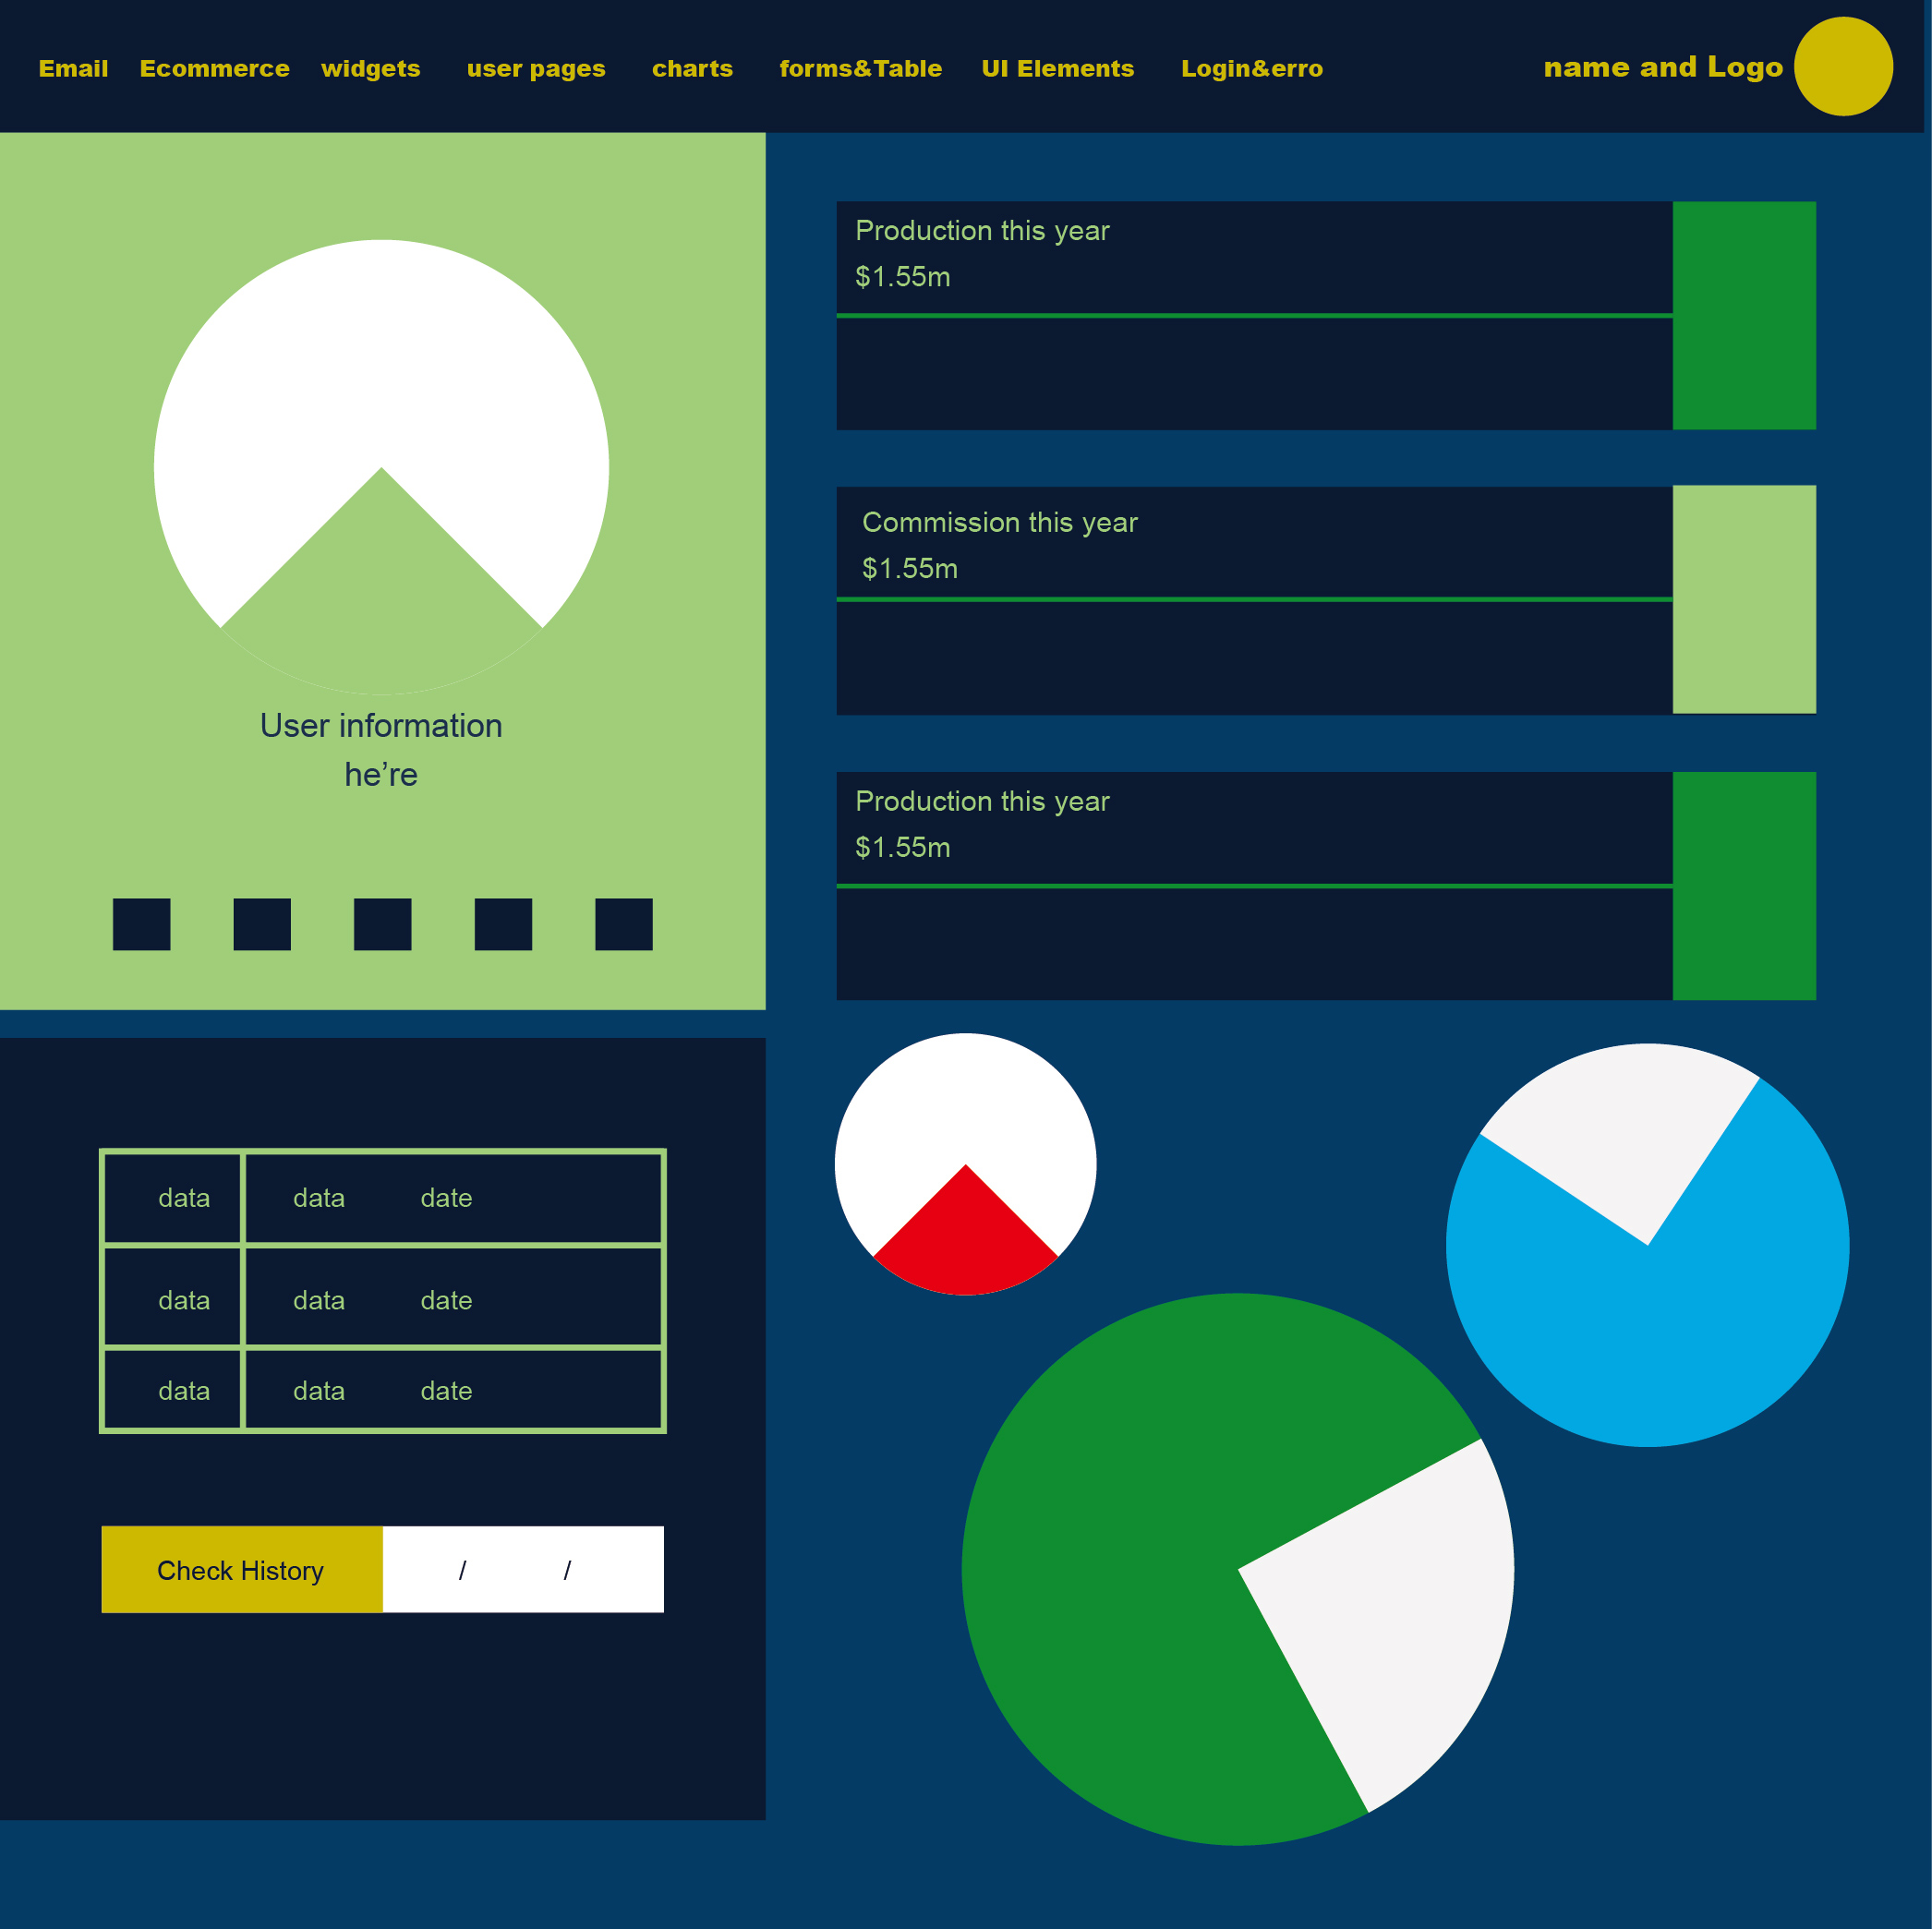 Email Ecommerce widgets user pages charts forms&Table UI Elements Login&erro name and Logo
User information
he’re
Production this year
$1.55m
Commission this year
$1.55m
Production this year
$1.55m
data data date
data data date
data data date
Check History / /